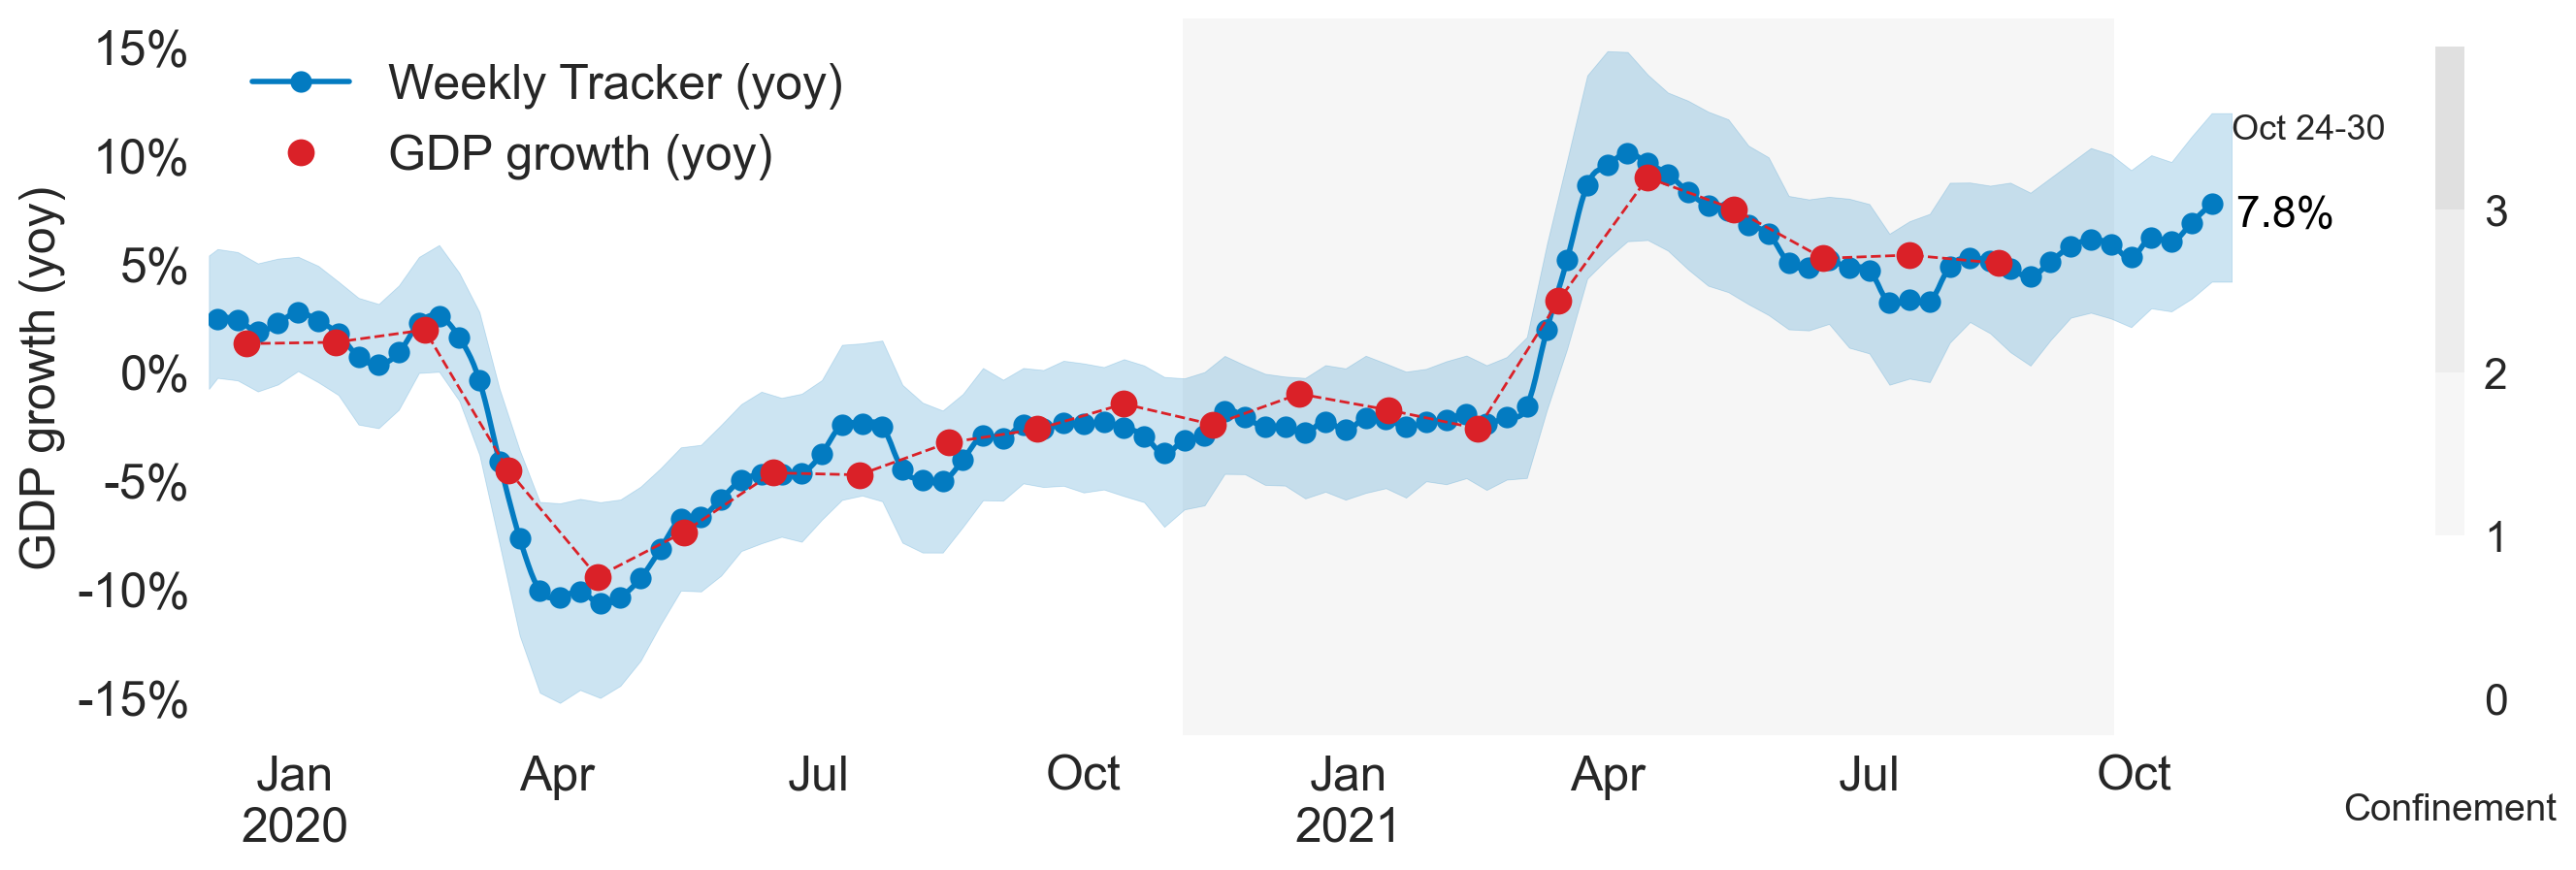 15%
10%
5%
0%
-5%
-10%
-15%
GDP growth (yoy)
Weekly Tracker (yoy)
GDP growth (yoy)
Oct 24-30
7.8%
3
2
1
0
Confinement
Jan Apr Jul Oct Jan Apr Jul Oct
2020 2021